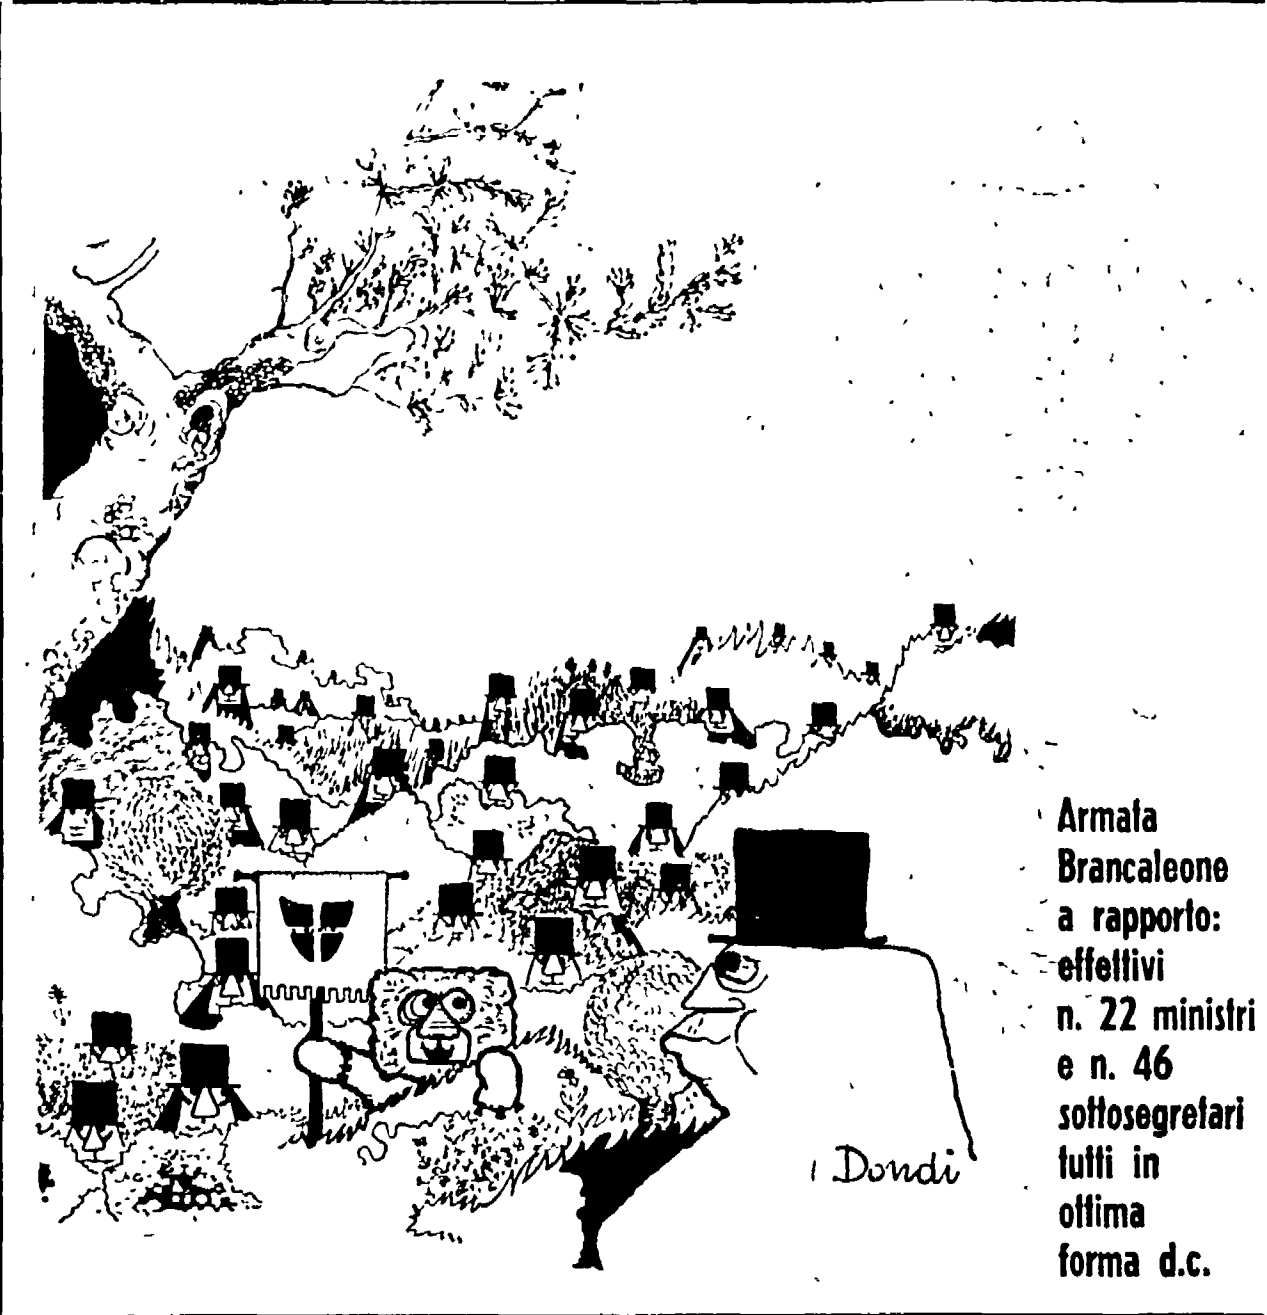 Armata
Brancaleone
a rapporto:
effettivi
n. 22 ministri
e n. 46
sottosegretari
tutti in
ottima
forma d.c.
i Dondi